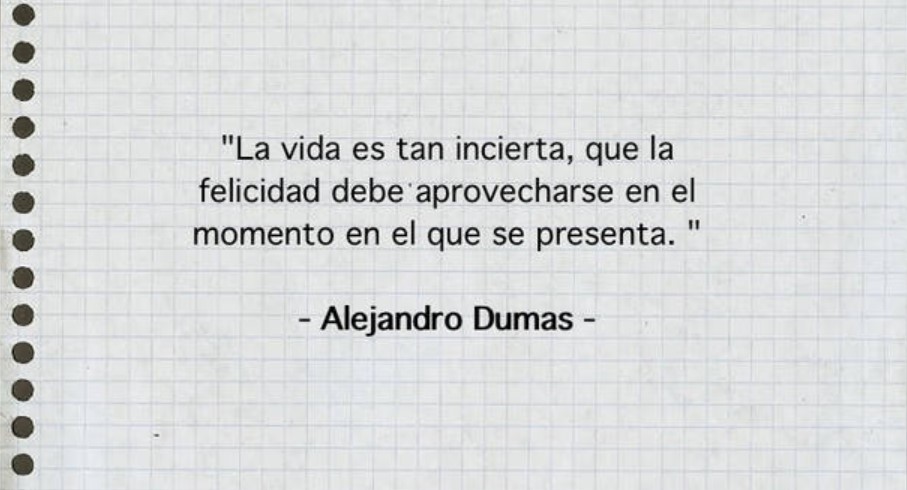 "La vida es tan incierta, que la
felicidad debe aprovecharse en el
momento en el que se presenta. "
- Alejandro Dumas -